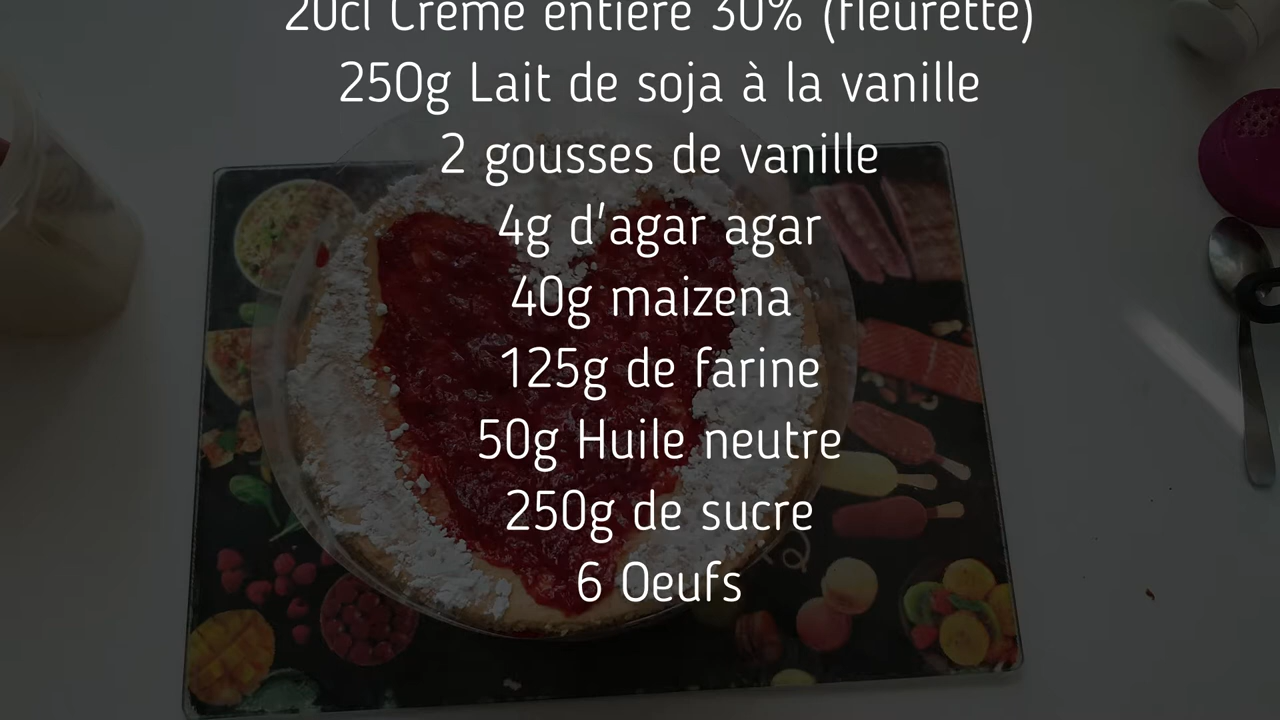 20cl Crème entière 30% (fleurette)
250g Lait de soja à la vanille
2 gousses de vanille
4g d'agar agar
40g maizena
125g de farine
50g Huile neutre
250g de sucre
6 Oeufs